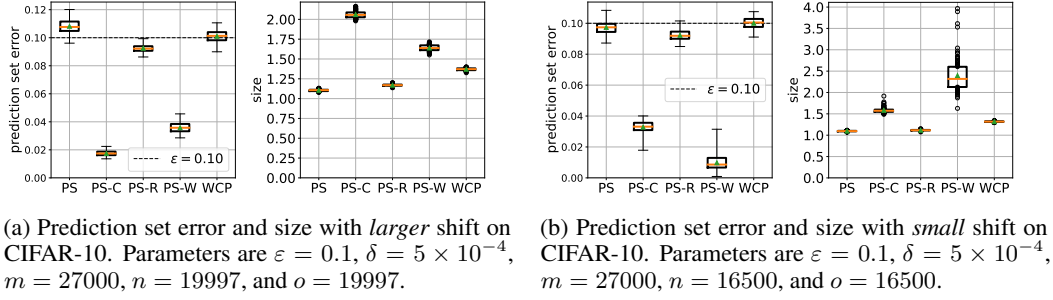 prediction set error
0.12
0.10
0.08
0.06
0.04
0.02
0.00
ε = 0.10
PS PS-C PS-R PS-W WCP
size
2.00
1.75
1.50
1.25
1.00
0.75
0.50
0.25
0.00
PS PS-C PS-R PS-W WCP
(a) Prediction set error and size with larger shift on
CIFAR-10. Parameters are ε = 0.1, δ = 5 × 10⁻⁴,
m = 27000, n = 19997, and o = 19997.
prediction set error
0.100
0.080
0.060
0.040
0.020
0.000
ε = 0.10
PS PS-C PS-R PS-W WCP
size
4.0
3.5
3.0
2.5
2.0
1.5
1.0
0.5
0.0
PS PS-C PS-R PS-W WCP
(b) Prediction set error and size with small shift on
CIFAR-10. Parameters are ε = 0.1, δ = 5 × 10⁻⁴,
m = 27000, n = 16500, and o = 16500.